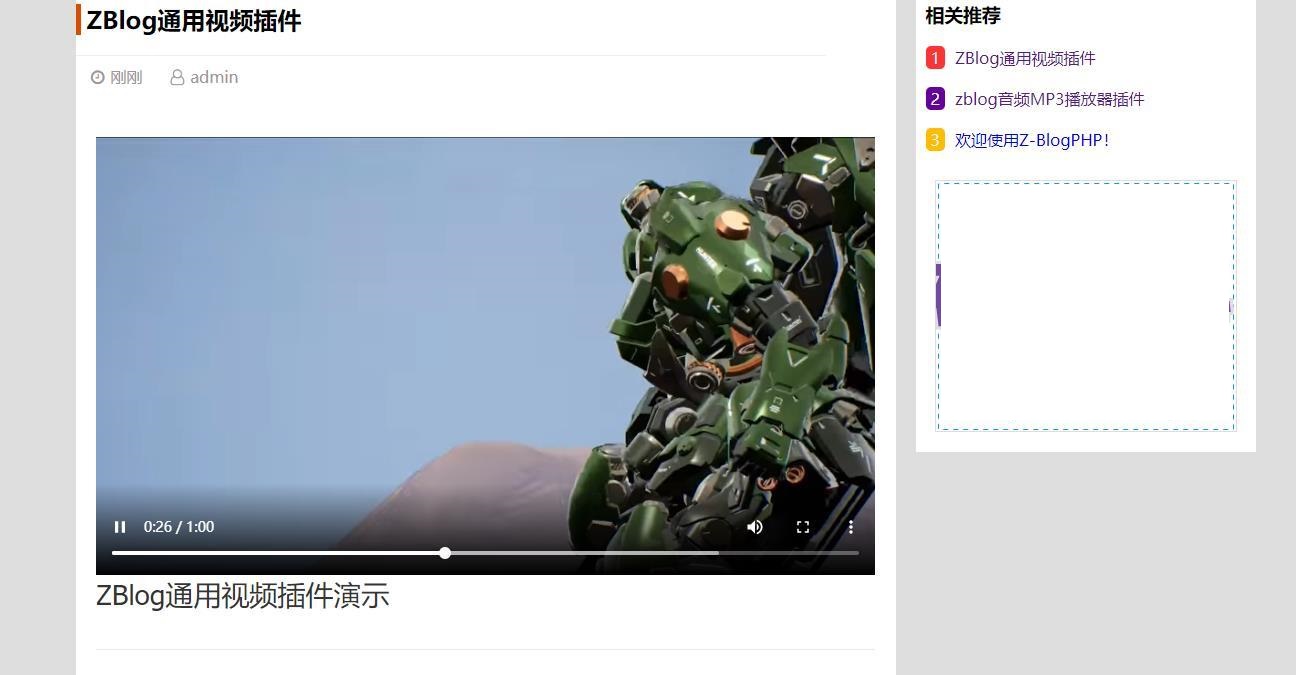 ZBlog通用视频插件
刚刚 admin
0:26 / 1:00
ZBlog通用视频插件演示
相关推荐
1 ZBlog通用视频插件
2 zblog音频MP3播放器插件
3 欢迎使用Z-BlogPHP!